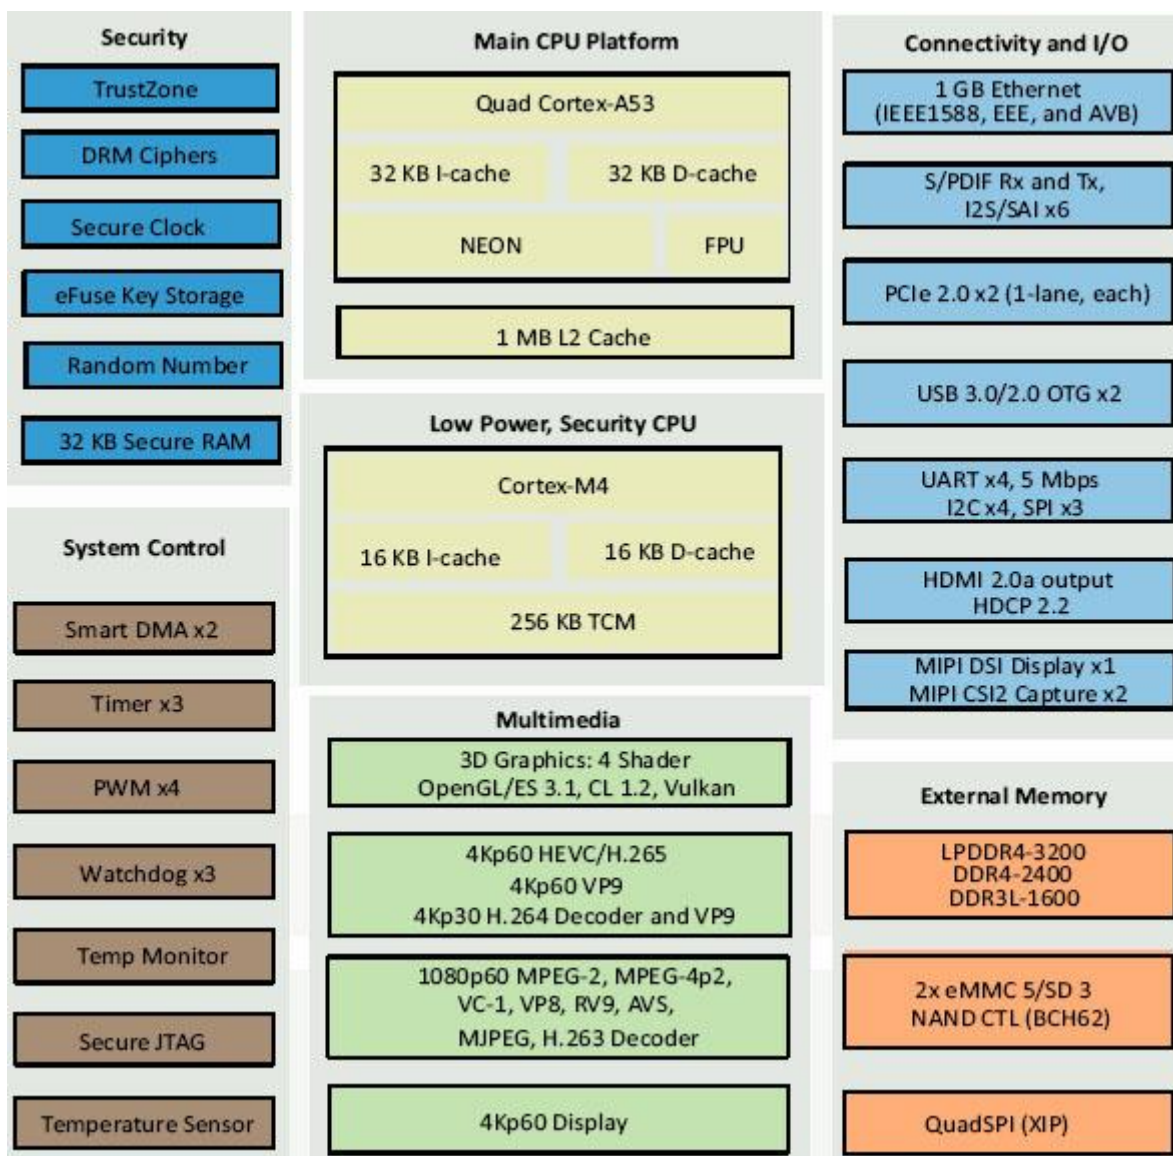 Security
TrustZone
DRM Ciphers
Secure Clock
eFuse Key Storage
Random Number
32 KB Secure RAM
System Control
Smart DMA x2
Timer x3
PWM x4
Watchdog x3
Temp Monitor
Secure JTAG
Temperature Sensor
Main CPU Platform
Quad Cortex-A53
32 KB I-cache
32 KB D-cache
NEON
FPU
1 MB L2 Cache
Low Power, Security CPU
Cortex-M4
16 KB I-cache
16 KB D-cache
256 KB TCM
Multimedia
3D Graphics: 4 Shader
OpenGL/ES 3.1, CL 1.2, Vulkan
4Kp60 HEVC/H.265
4Kp60 VP9
4Kp30 H.264 Decoder and VP9
1080p60 MPEG-2, MPEG-4p2,
VC-1, VP8, RV9, AVS,
MJPEG, H.263 Decoder
4Kp60 Display
Connectivity and I/O
1 GB Ethernet
(IEEE1588, EEE, and AVB)
S/PDIF Rx and Tx,
I2S/SAI x6
PCIe 2.0 x2 (1-lane, each)
USB 3.0/2.0 OTG x2
UART x4, 5 Mbps
I2C x4, SPI x3
HDMI 2.0a output
HDCP 2.2
MIPI DSI Display x1
MIPI CSI2 Capture x2
External Memory
LPDDR4-3200
DDR4-2400
DDR3L-1600
2x eMMC 5/SD 3
NAND CTL (BCH62)
QuadSPI (XIP)